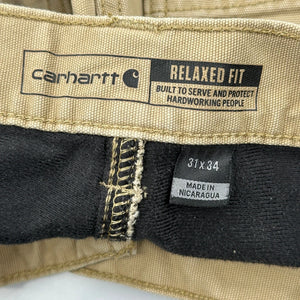 carhartt
RELAXED FIT
BUILT TO SERVE AND PROTECT
HARDWORKING PEOPLE
31 x 34
MADE IN
NICARAGUA